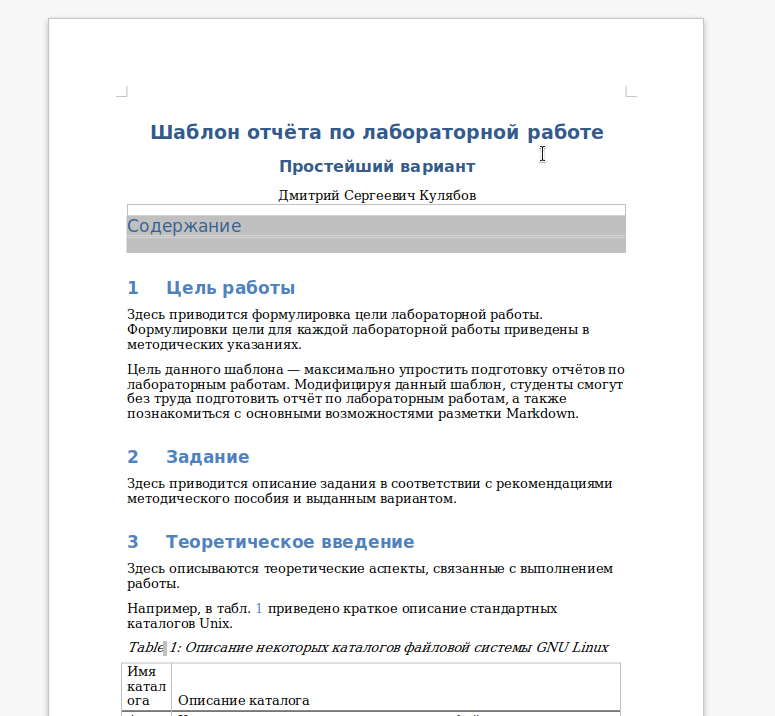 Шаблон отчёта по лабораторной работе
Простейший вариант
Дмитрий Сергеевич Кулябов
Содержание
1 Цель работы
Здесь приводится формулировка цели лабораторной работы.
Формулировки цели для каждой лабораторной работы приведены в
методических указаниях.
Цель данного шаблона — максимально упростить подготовку отчётов по
лабораторным работам. Модифицируя данный шаблон, студенты смогут
без труда подготовить отчёт по лабораторным работам, а также
познакомиться с основными возможностями разметки Markdown.
2 Задание
Здесь приводится описание задания в соответствии с рекомендациями
методического пособия и выданным вариантом.
3 Теоретическое введение
Здесь описываются теоретические аспекты, связанные с выполнением
работы.
Например, в табл. 1 приведено краткое описание стандартных
каталогов Unix.
Table 1: Описание некоторых каталогов файловой системы GNU Linux
Имя
катал
ога Описание каталога